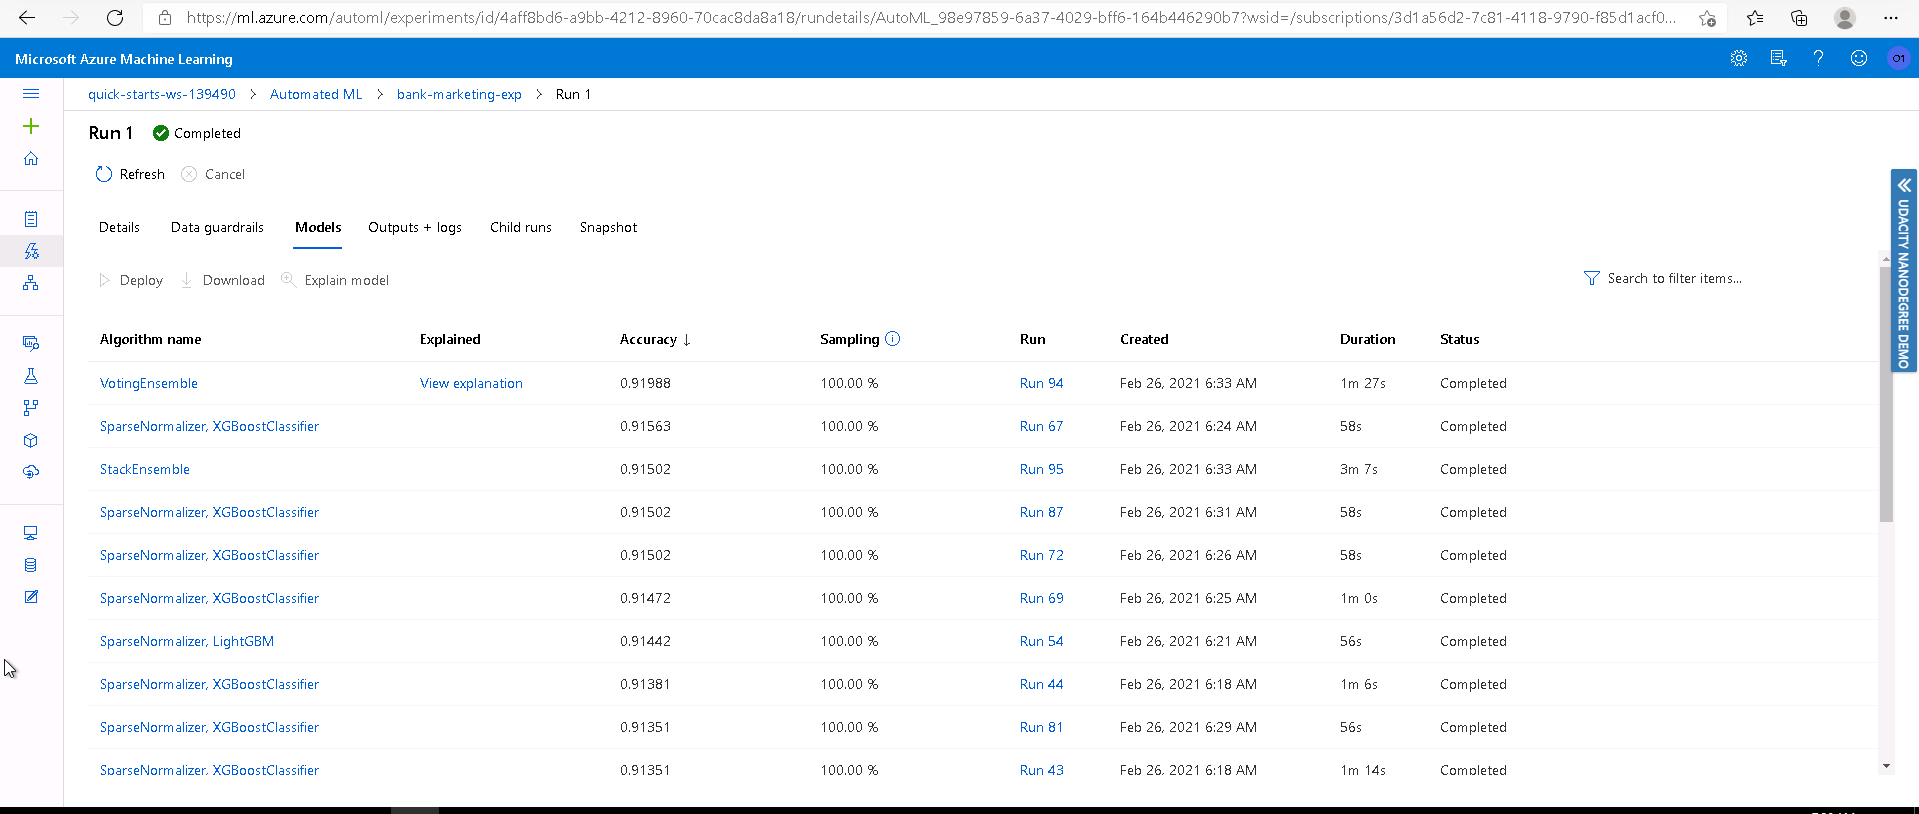 https://ml.azure.com/automl/experiments/id/4aff8bd6-a9bb-4212-8960-70cac8da8a18/rundetails/AutoML_98e97859-6a37-4029-bff6-164b446290b7?wsid=/subscriptions/3d1a56d2-7c81-4118-9790-f85d1acf0...
Microsoft Azure Machine Learning
O1
quick-starts-ws-139490 > Automated ML > bank-marketing-exp > Run 1
Run 1 Completed
Refresh Cancel
Details Data guardrails Models Outputs + logs Child runs Snapshot
Deploy Download Explain model Search to filter items...
Algorithm name Explained Accuracy ↓ Sampling Run Created Duration Status
VotingEnsemble View explanation 0.91988 100.00 % Run 94 Feb 26, 2021 6:33 AM 1m 27s Completed
SparseNormalizer, XGBoostClassifier 0.91563 100.00 % Run 67 Feb 26, 2021 6:24 AM 58s Completed
StackEnsemble 0.91502 100.00 % Run 95 Feb 26, 2021 6:33 AM 3m 7s Completed
SparseNormalizer, XGBoostClassifier 0.91502 100.00 % Run 87 Feb 26, 2021 6:31 AM 58s Completed
SparseNormalizer, XGBoostClassifier 0.91502 100.00 % Run 72 Feb 26, 2021 6:26 AM 58s Completed
SparseNormalizer, XGBoostClassifier 0.91472 100.00 % Run 69 Feb 26, 2021 6:25 AM 1m 0s Completed
SparseNormalizer, LightGBM 0.91442 100.00 % Run 54 Feb 26, 2021 6:21 AM 56s Completed
SparseNormalizer, XGBoostClassifier 0.91381 100.00 % Run 44 Feb 26, 2021 6:18 AM 1m 6s Completed
SparseNormalizer, XGBoostClassifier 0.91351 100.00 % Run 81 Feb 26, 2021 6:29 AM 56s Completed
SparseNormalizer, XGBoostClassifier 0.91351 100.00 % Run 43 Feb 26, 2021 6:18 AM 1m 14s Completed
UDACITY NANODEGREE DEMO